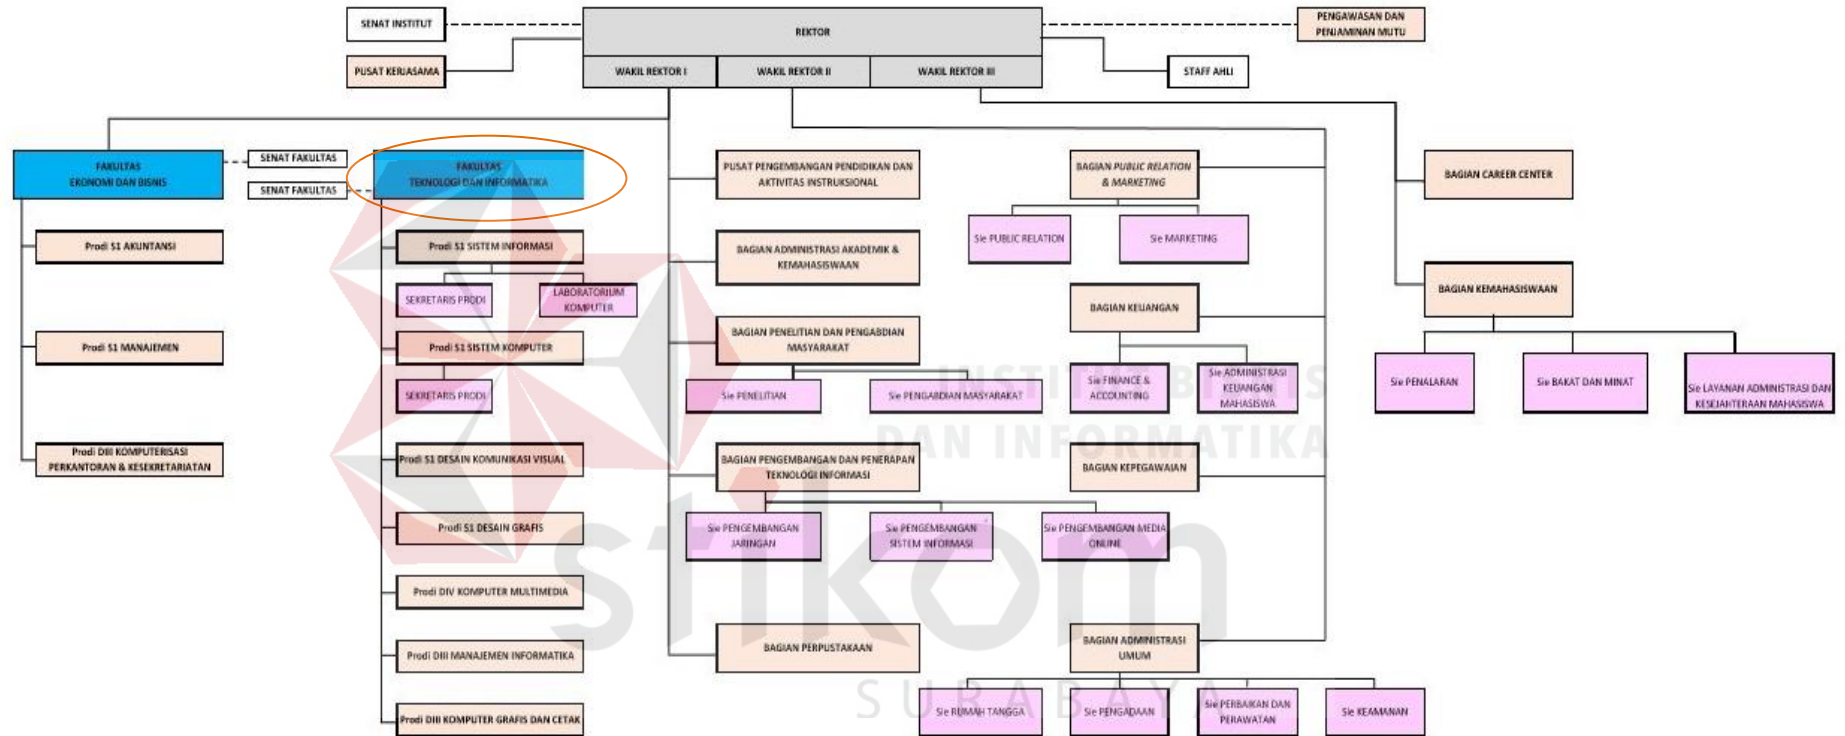 SENAT INSTITUT
REKTOR
PENGAWASAN DAN
PENJAMINAN MUTU
PUSAT KERJASAMA
WAKIL REKTOR I
WAKIL REKTOR II
WAKIL REKTOR III
STAFF AHLI
FAKULTAS
EKONOMI DAN BISNIS
SENAT FAKULTAS
SENAT FAKULTAS
FAKULTAS
TEKNOLOGI DAN INFORMATIKA
PUSAT PENGEMBANGAN PENDIDIKAN DAN
AKTIVITAS INSTRUKSIONAL
BAGIAN PUBLIC RELATION
& MARKETING
BAGIAN CAREER CENTER
Prodi S1 AKUNTANSI
Prodi S1 SISTEM INFORMASI
BAGIAN ADMINISTRASI AKADEMIK &
KEMAHASISWAAN
Sie PUBLIC RELATION
Sie MARKETING
SEKRETARIS PRODI
LABORATORIUM
KOMPUTER
BAGIAN KEUANGAN
BAGIAN KEMAHASISWAAN
Prodi S1 MANAJEMEN
Prodi S1 SISTEM KOMPUTER
BAGIAN PENELITIAN DAN PENGABDIAN
MASYARAKAT
SEKRETARIS PRODI
Sie PENELITIAN
Sie PENGABDIAN MASYARAKAT
Sie FINANCE &
ACCOUNTING
Sie ADMINISTRASI
KEUANGAN
MAHASISWA
Sie PENALARAN
Sie BAKAT DAN MINAT
Sie LAYANAN ADMINISTRASI DAN
KESEJAHTERAAN MAHASISWA
INSTITUT BISNIS
DAN INFORMATIKA
Prodi DIII KOMPUTERISASI
PERKANTORAN & KESEKRETARIATAN
Prodi S1 DESAIN KOMUNIKASI VISUAL
BAGIAN PENGEMBANGAN DAN PENERAPAN
TEKNOLOGI INFORMASI
BAGIAN KEPEGAWAIAN
Prodi S1 DESAIN GRAFIS
Sie PENGEMBANGAN
JARINGAN
Sie PENGEMBANGAN
SISTEM INFORMASI
Sie PENGEMBANGAN MEDIA
ONLINE
stikom
Prodi DIV KOMPUTER MULTIMEDIA
Prodi DIII MANAJEMEN INFORMATIKA
BAGIAN PERPUSTAKAAN
BAGIAN ADMINISTRASI
UMUM
SURABAYA
Prodi DIII KOMPUTER GRAFIS DAN CETAK
Sie RUMAH TANGGA
Sie PENGADAAN
Sie PERBAIKAN DAN
PERAWATAN
Sie KEAMANAN